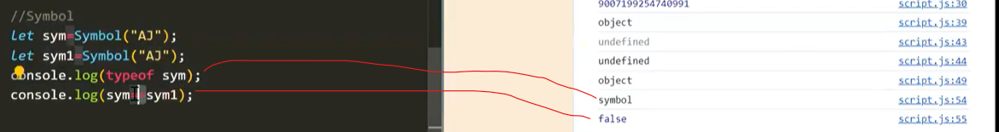 //Symbol
let sym=Symbol("AJ");
let sym1=Symbol("AJ");
console.log(typeof sym);
console.log(sym==sym1);
9007199254740991 script.js:30
object script.js:39
undefined script.js:43
undefined script.js:44
object script.js:49
symbol script.js:54
false script.js:55